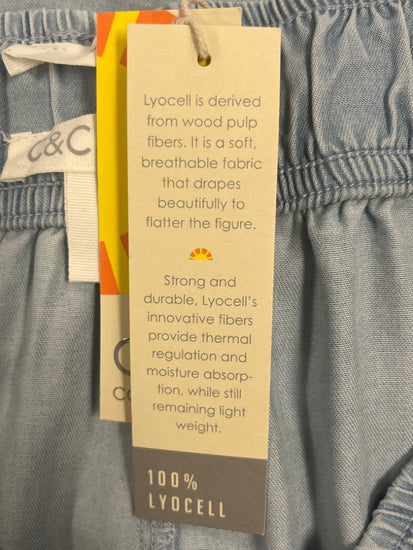 C&C
Lyocell is derived
from wood pulp
fibers. It is a soft,
breathable fabric
that drapes
beautifully to
flatter the figure.
Strong and
durable, Lyocell's
innovative fibers
provide thermal
regulation and
moisture absorp-
tion, while still
remaining light
weight.
100%
LYOCELL